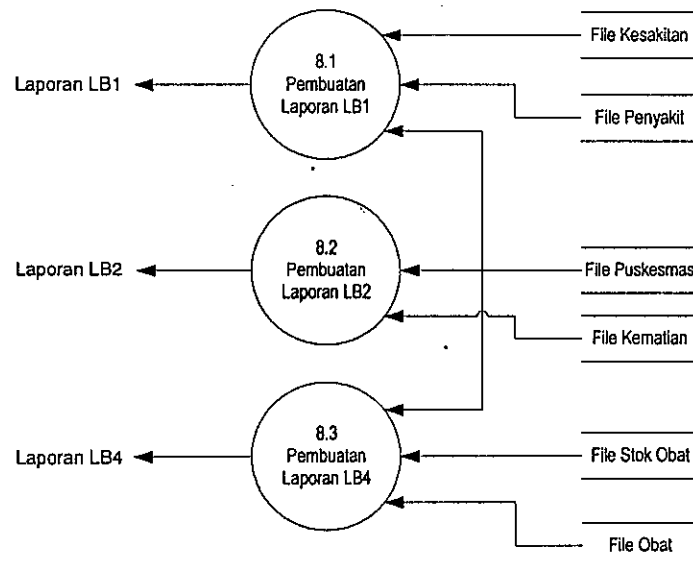 File Kesakitan
8.1
Pembuatan
Laporan LB1
Laporan LB1
File Penyakit
8.2
Pembuatan
Laporan LB2
Laporan LB2
File Puskesmas
File Kematian
8.3
Pembuatan
Laporan LB4
Laporan LB4
File Stok Obat
File Obat